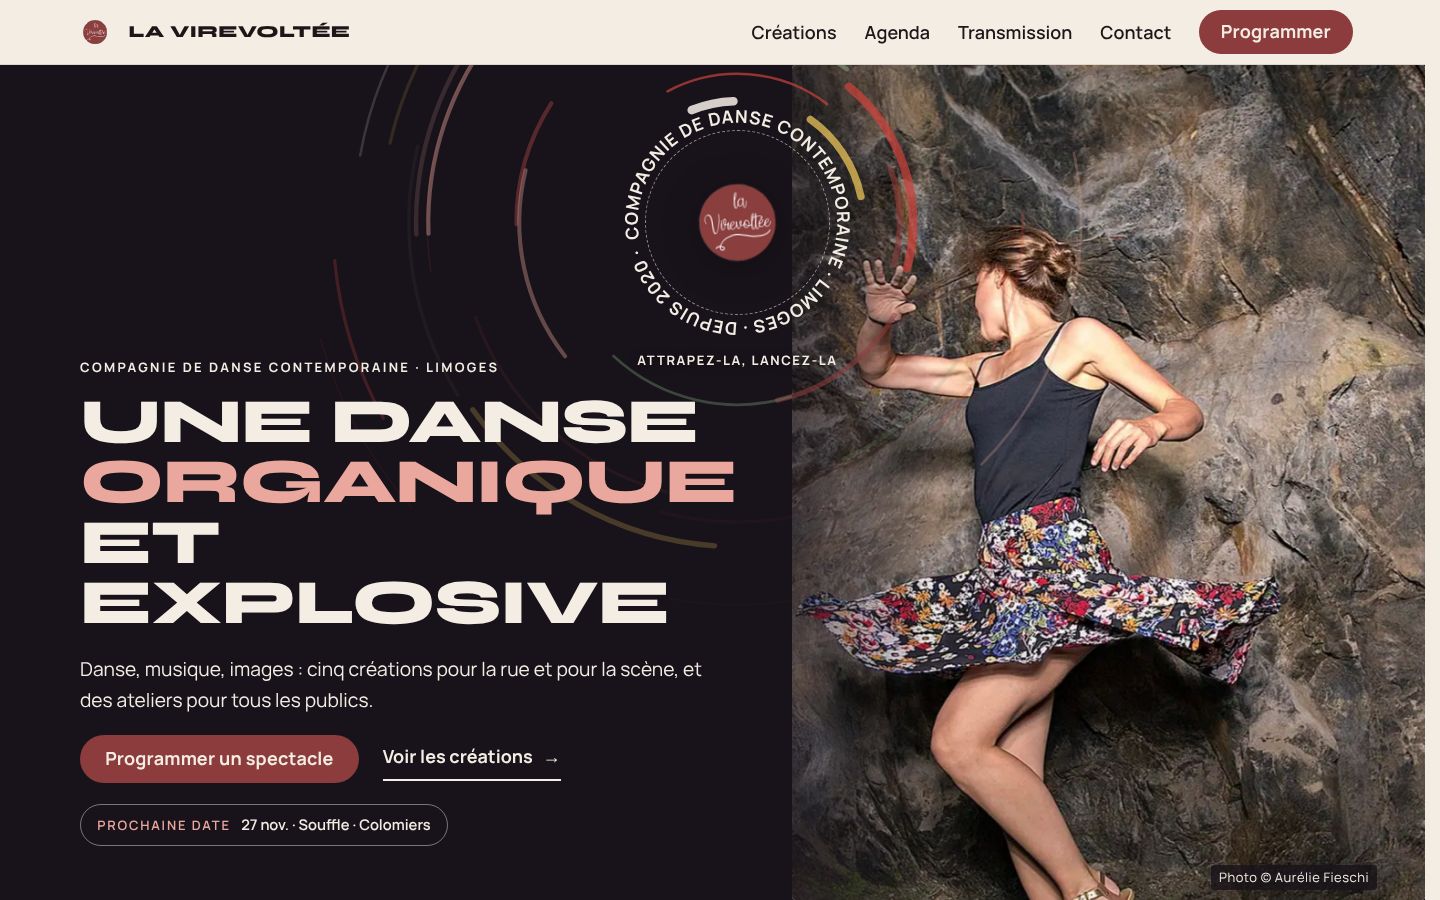 la Virevoltée
LA VIREVOLTÉE
Créations
Agenda
Transmission
Contact
Programmer
COMPAGNIE DE DANSE CONTEMPORAINE · LIMOGES · DEPUIS 2020 ·
la
Virevoltée
ATTRAPEZ-LA, LANCEZ-LA
COMPAGNIE DE DANSE CONTEMPORAINE · LIMOGES
UNE DANSE
ORGANIQUE
ET
EXPLOSIVE
Danse, musique, images : cinq créations pour la rue et pour la scène, et
des ateliers pour tous les publics.
Programmer un spectacle
Voir les créations →
PROCHAINE DATE 27 nov. · Souffle · Colomiers
Photo © Aurélie Fieschi